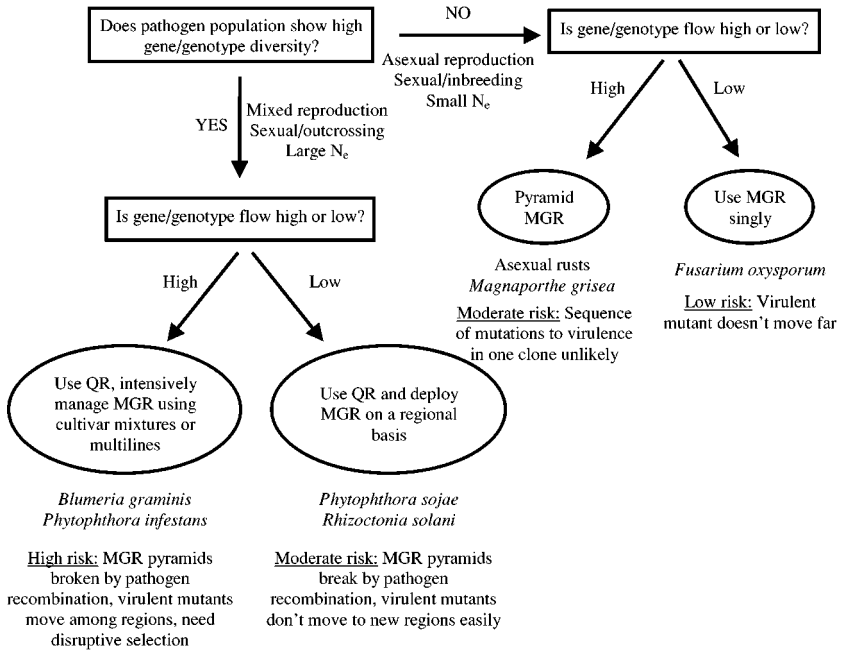 Does pathogen population show high
gene/genotype diversity?
NO
Asexual reproduction
Sexual/inbreeding
Small Ne
Is gene/genotype flow high or low?
YES
Mixed reproduction
Sexual/outcrossing
Large Ne
High
Low
Pyramid
MGR
Use MGR
singly
Asexual rusts
Magnaporthe grisea
Moderate risk: Sequence
of mutations to virulence
in one clone unlikely
Fusarium oxysporum
Low risk: Virulent
mutant doesn't move far
Is gene/genotype flow high or low?
High
Low
Use QR, intensively
manage MGR using
cultivar mixtures or
multilines
Use QR and deploy
MGR on a regional
basis
Blumeria graminis
Phytophthora infestans
High risk: MGR pyramids
broken by pathogen
recombination, virulent mutants
move among regions, need
disruptive selection
Phytophthora sojae
Rhizoctonia solani
Moderate risk: MGR pyramids
break by pathogen
recombination, virulent mutants
don't move to new regions easily